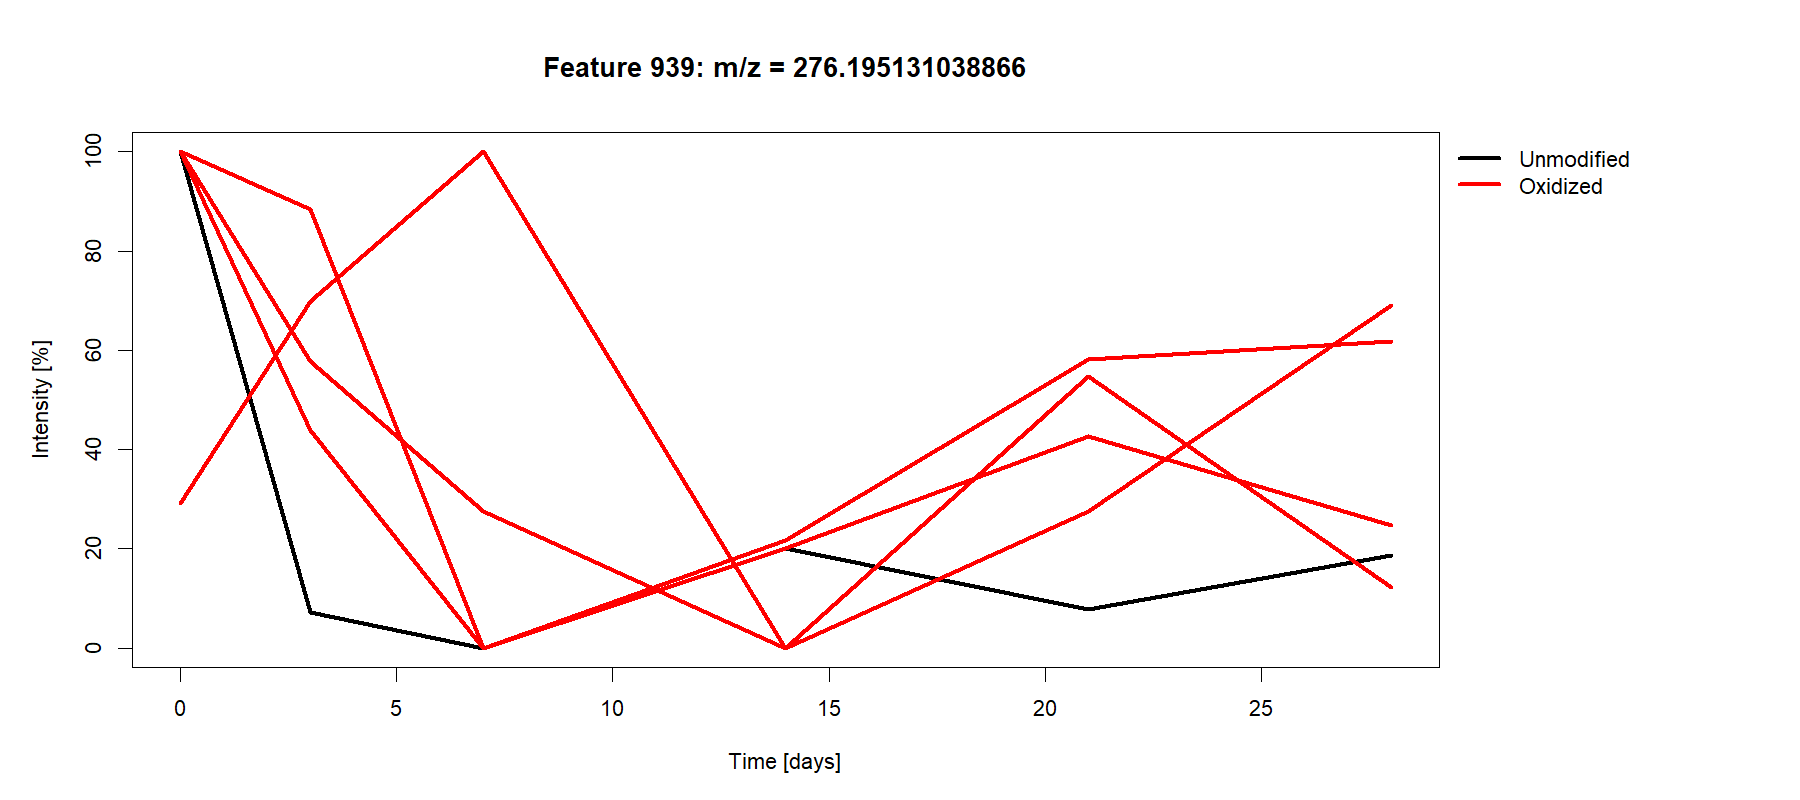 Feature 939: m/z = 276.195131038866
Unmodified
Oxidized
100
80
60
40
20
0
Intensity [%]
0 5 10 15 20 25
Time [days]